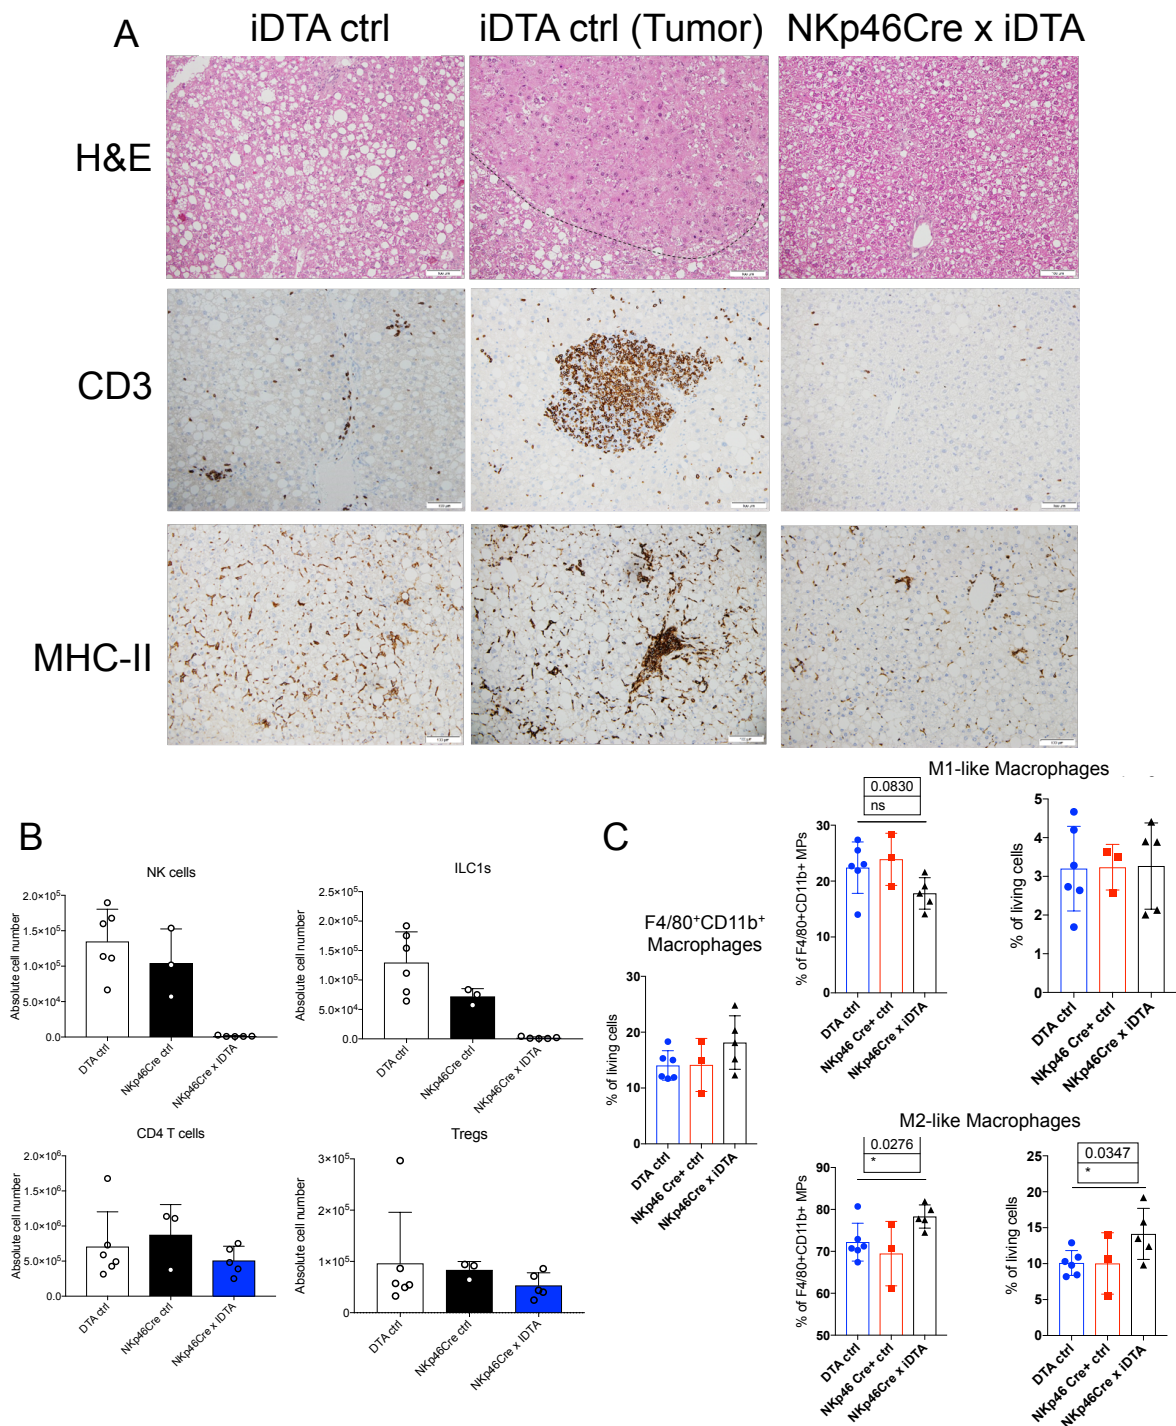 A
iDTA ctrl
iDTA ctrl (Tumor)
NKp46Cre x iDTA
H&E
CD3
MHC-II
B
NK cells
Absolute cell number
2.0×10⁵
1.5×10⁵
1.0×10⁵
5.0×10⁴
0.0
DTA ctrl
NKp46Cre ctrl
NKp46Cre x IDTA
ILC1s
Absolute cell number
2.5×10⁵
2.0×10⁵
1.5×10⁵
1.0×10⁵
5.0×10⁴
0.0
DTA ctrl
NKp46Cre ctrl
NKp46Cre x IDTA
CD4 T cells
Absolute cell number
2.0×10⁶
1.5×10⁶
1.0×10⁶
5.0×10⁵
0.0
DTA ctrl
NKp46Cre ctrl
NKp46Cre x IDTA
Tregs
Absolute cell number
3×10⁵
2×10⁵
1×10⁵
0
DTA ctrl
NKp46Cre ctrl
NKp46Cre x IDTA
C
F4/80⁺CD11b⁺
Macrophages
% of living cells
30
20
10
0
DTA ctrl
NKp46 Cre+ ctrl
NKp46Cre x iDTA
M1-like Macrophages
0.0830
ns
% of F4/80+CD11b+ MPs
30
20
10
0
DTA ctrl
NKp46 Cre+ ctrl
NKp46Cre x iDTA
% of living cells
5
4
3
2
1
0
DTA ctrl
NKp46 Cre+ ctrl
NKp46Cre x iDTA
M2-like Macrophages
0.0276
*
% of F4/80+CD11b+ MPs
90
80
70
60
50
DTA ctrl
NKp46 Cre+ ctrl
NKp46Cre x iDTA
0.0347
*
% of living cells
25
20
15
10
5
0
DTA ctrl
NKp46 Cre+ ctrl
NKp46Cre x iDTA